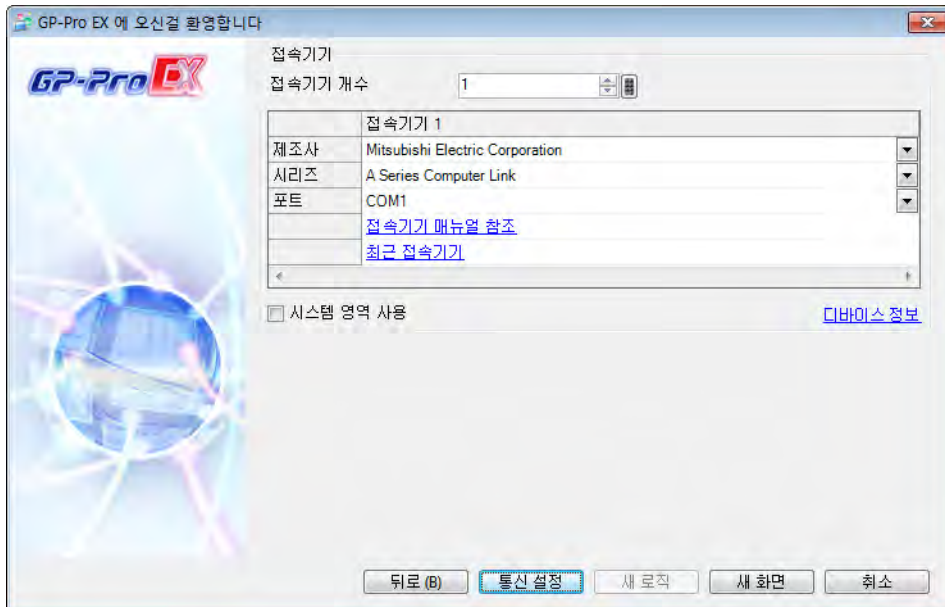 GP-Pro EX 에 오신걸 환영합니다
GP-Pro EX
접속기기
접속기기 개수 1
접속기기 1
제조사 Mitsubishi Electric Corporation
시리즈 A Series Computer Link
포트 COM1
접속기기 매뉴얼 참조
최근 접속기기
시스템 영역 사용 디바이스 정보
뒤로 (B) 통신 설정 새 로직 새 화면 취소